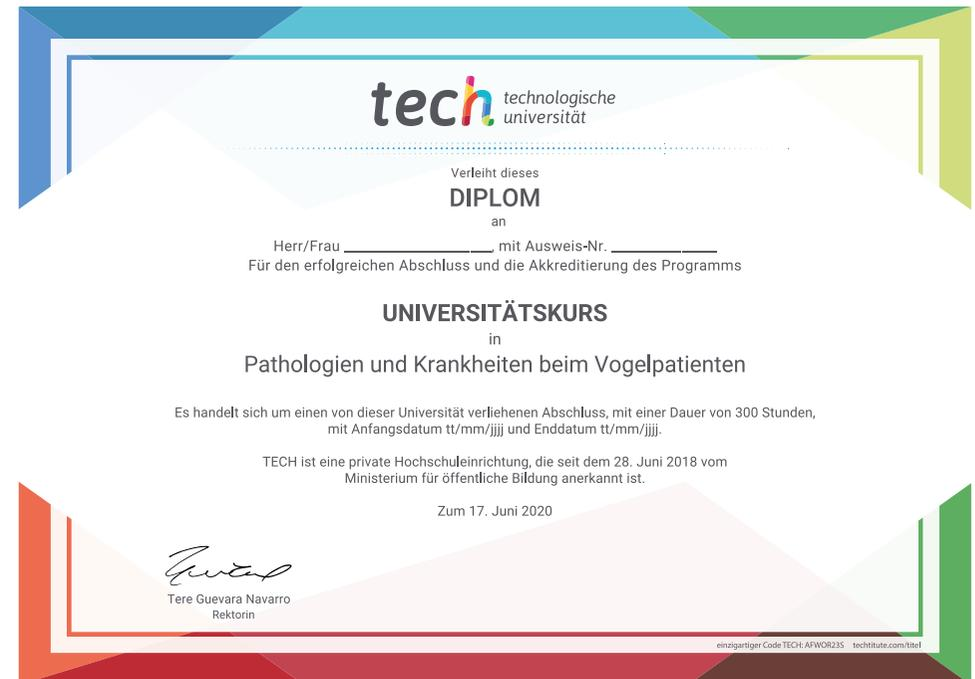 tech technologische
universität
Verleiht dieses
DIPLOM
an
Herr/Frau ____________________, mit Ausweis-Nr. ______________
Für den erfolgreichen Abschluss und die Akkreditierung des Programms
UNIVERSITÄTSKURS
in
Pathologien und Krankheiten beim Vogelpatienten
Es handelt sich um einen von dieser Universität verliehenen Abschluss, mit einer Dauer von 300 Stunden,
mit Anfangsdatum tt/mm/jjjj und Enddatum tt/mm/jjjj.
TECH ist eine private Hochschuleinrichtung, die seit dem 28. Juni 2018 vom
Ministerium für öffentliche Bildung anerkannt ist.
Zum 17. Juni 2020
Tere Guevara Navarro
Rektorin
einzigartiger Code TECH: AFWOR23S techtitute.com/titel